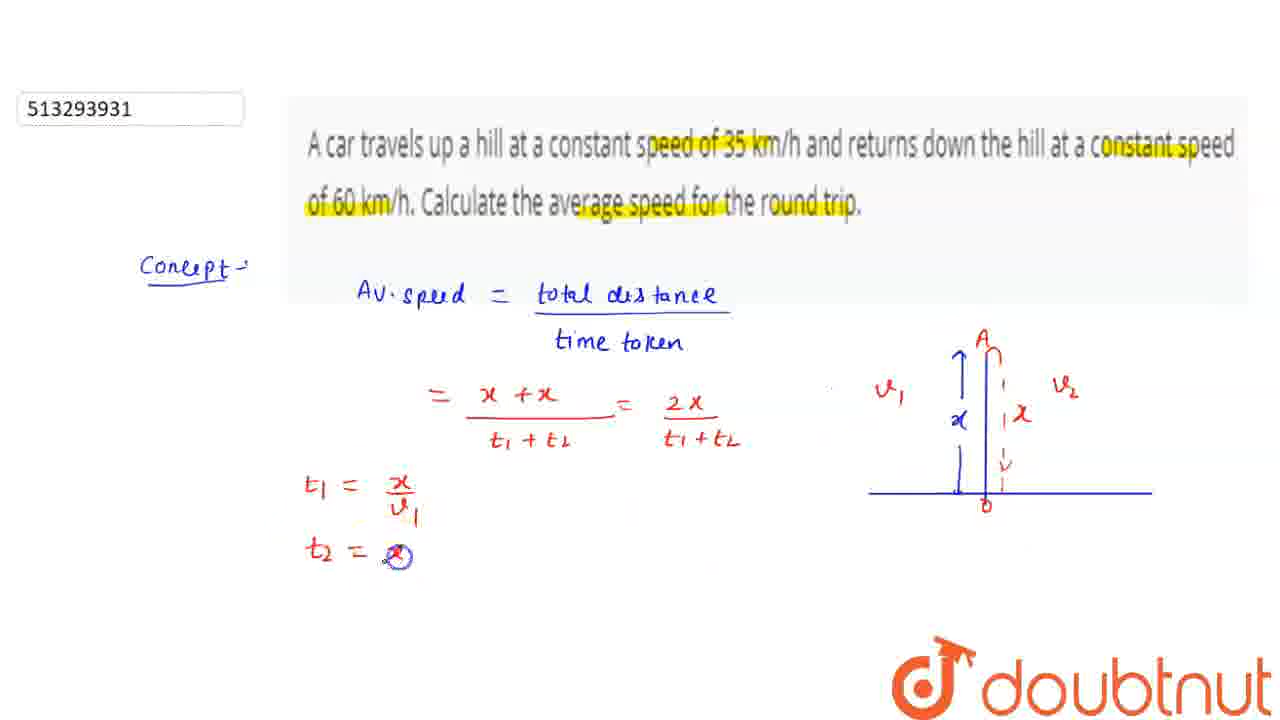 513293931
A car travels up a hill at a constant speed of 35 km/h and returns down the hill at a constant speed
of 60 km/h. Calculate the average speed for the round trip.
Concept :-
Av. speed = total distance
time token
= x + x = 2x
t1 + t2 t1 + t2
t1 = x
v1
t2 = x
A
v1 x x v2
O
doubtnut